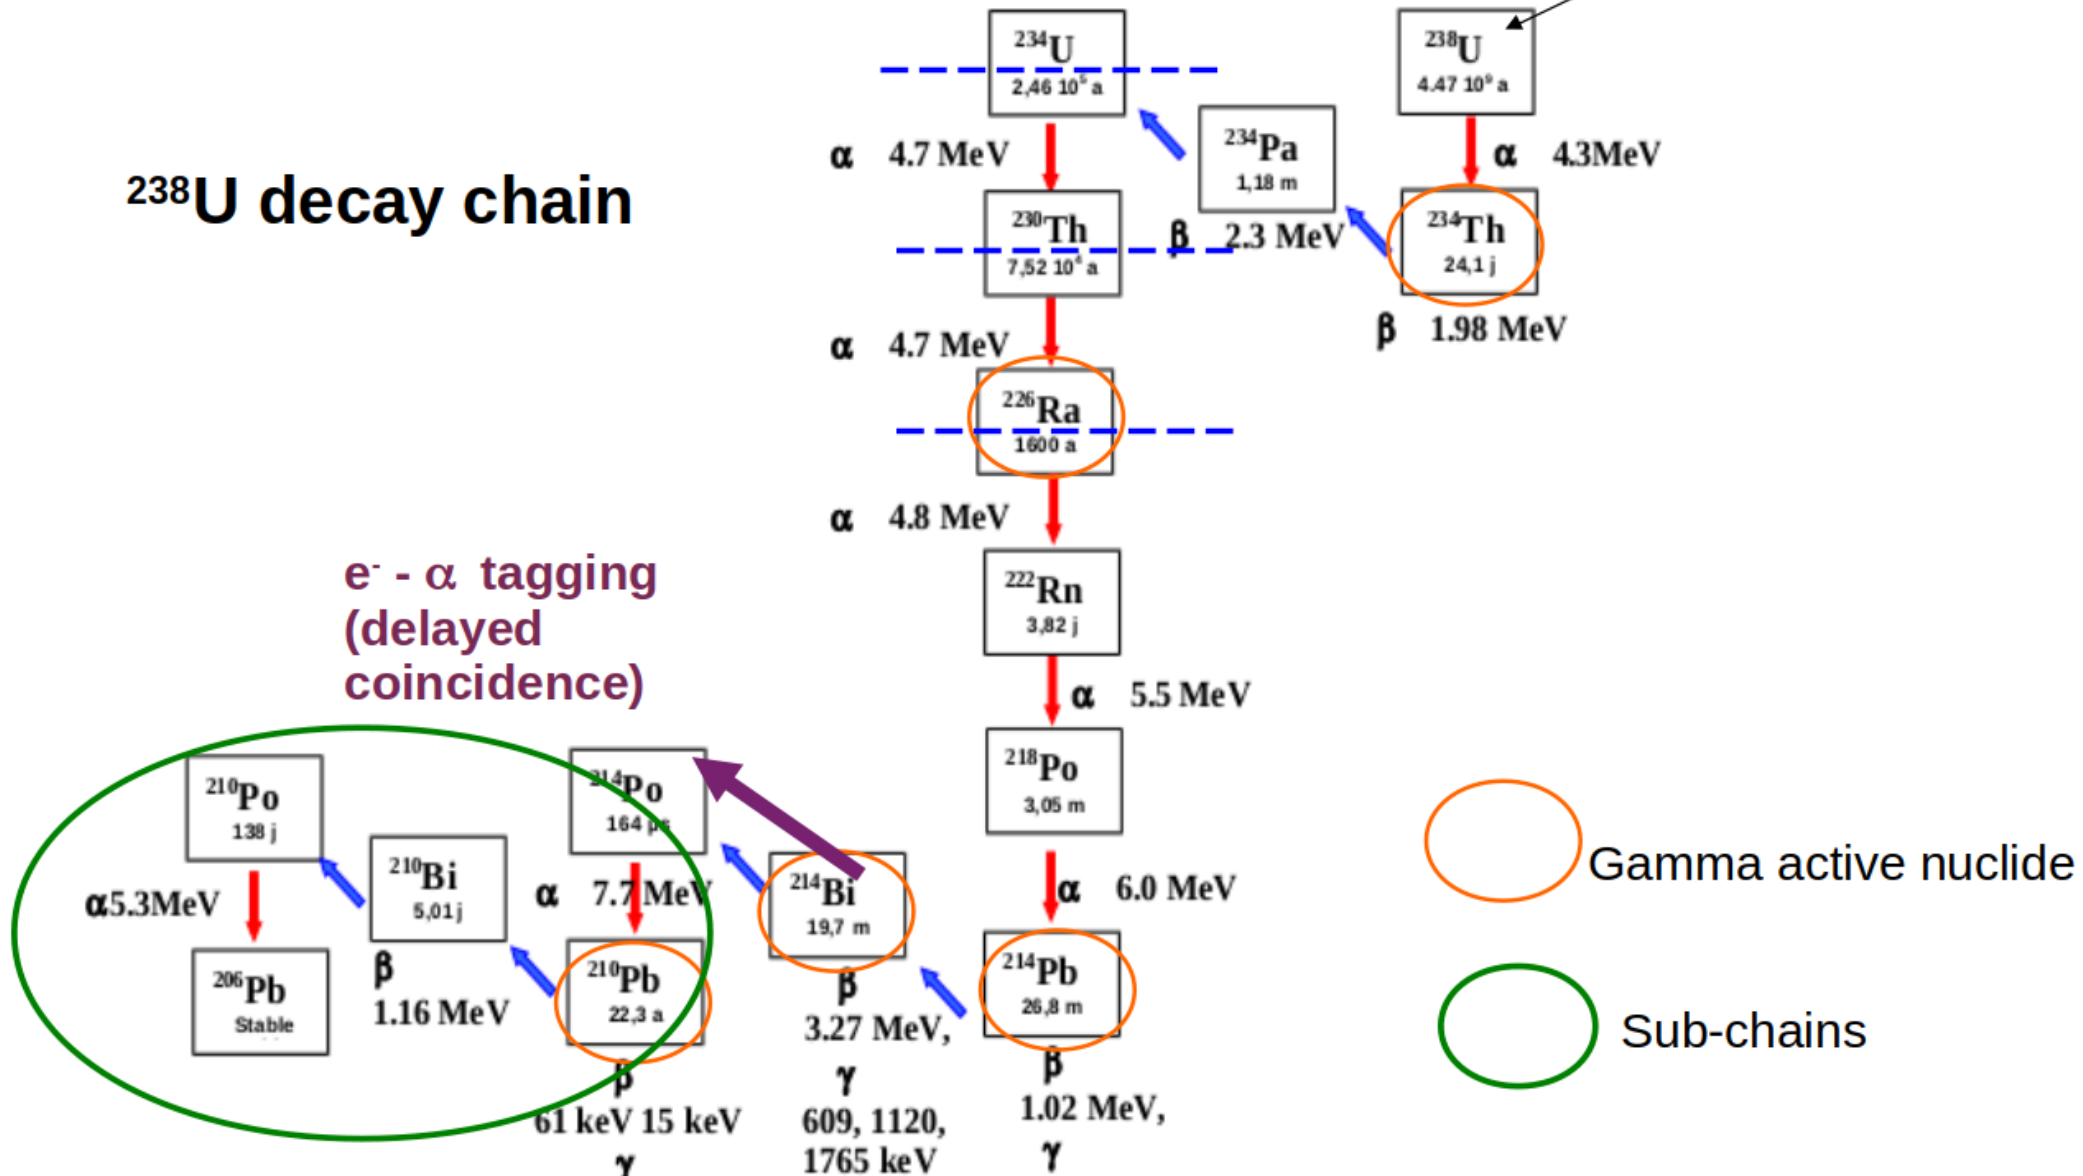 ²³⁸U decay chain
²³⁴U
2,46 10⁵ a
²³⁸U
4.47 10⁹ a
²³⁴Pa
1,18 m
α 4.7 MeV
α 4.3MeV
²³⁰Th
7,52 10⁴ a
β 2.3 MeV
²³⁴Th
24,1 j
β 1.98 MeV
α 4.7 MeV
²²⁶Ra
1600 a
α 4.8 MeV
²²²Rn
3,82 j
α 5.5 MeV
e⁻ - α tagging
(delayed
coincidence)
²¹⁸Po
3,05 m
α 6.0 MeV
²¹⁰Po
138 j
²¹⁴Po
164 µs
²¹⁰Bi
5,01 j
²¹⁴Bi
19,7 m
α5.3MeV
α 7.7 MeV
²⁰⁶Pb
Stable
β
1.16 MeV
²¹⁰Pb
22,3 a
β
3.27 MeV,
γ
609, 1120,
1765 keV
²¹⁴Pb
26,8 m
β
1.02 MeV,
γ
β
61 keV 15 keV
γ
Gamma active nuclide
Sub-chains